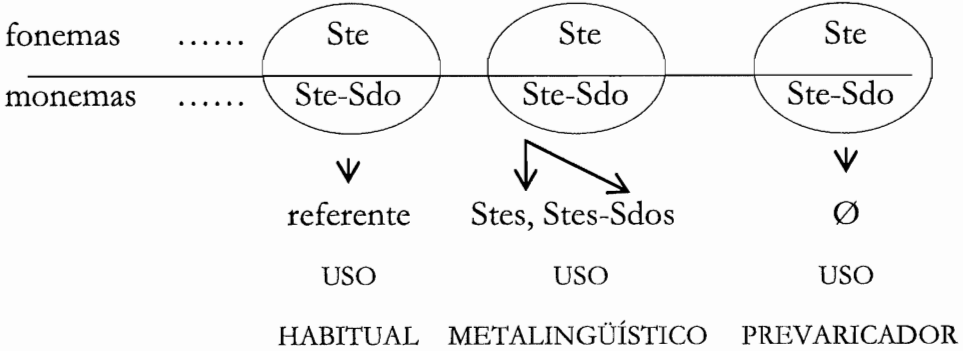 fonemas ...... Ste Ste Ste
monemas ...... Ste-Sdo Ste-Sdo Ste-Sdo
referente Stes, Stes-Sdos Ø
USO USO USO
HABITUAL METALINGÜÍSTICO PREVARICADOR